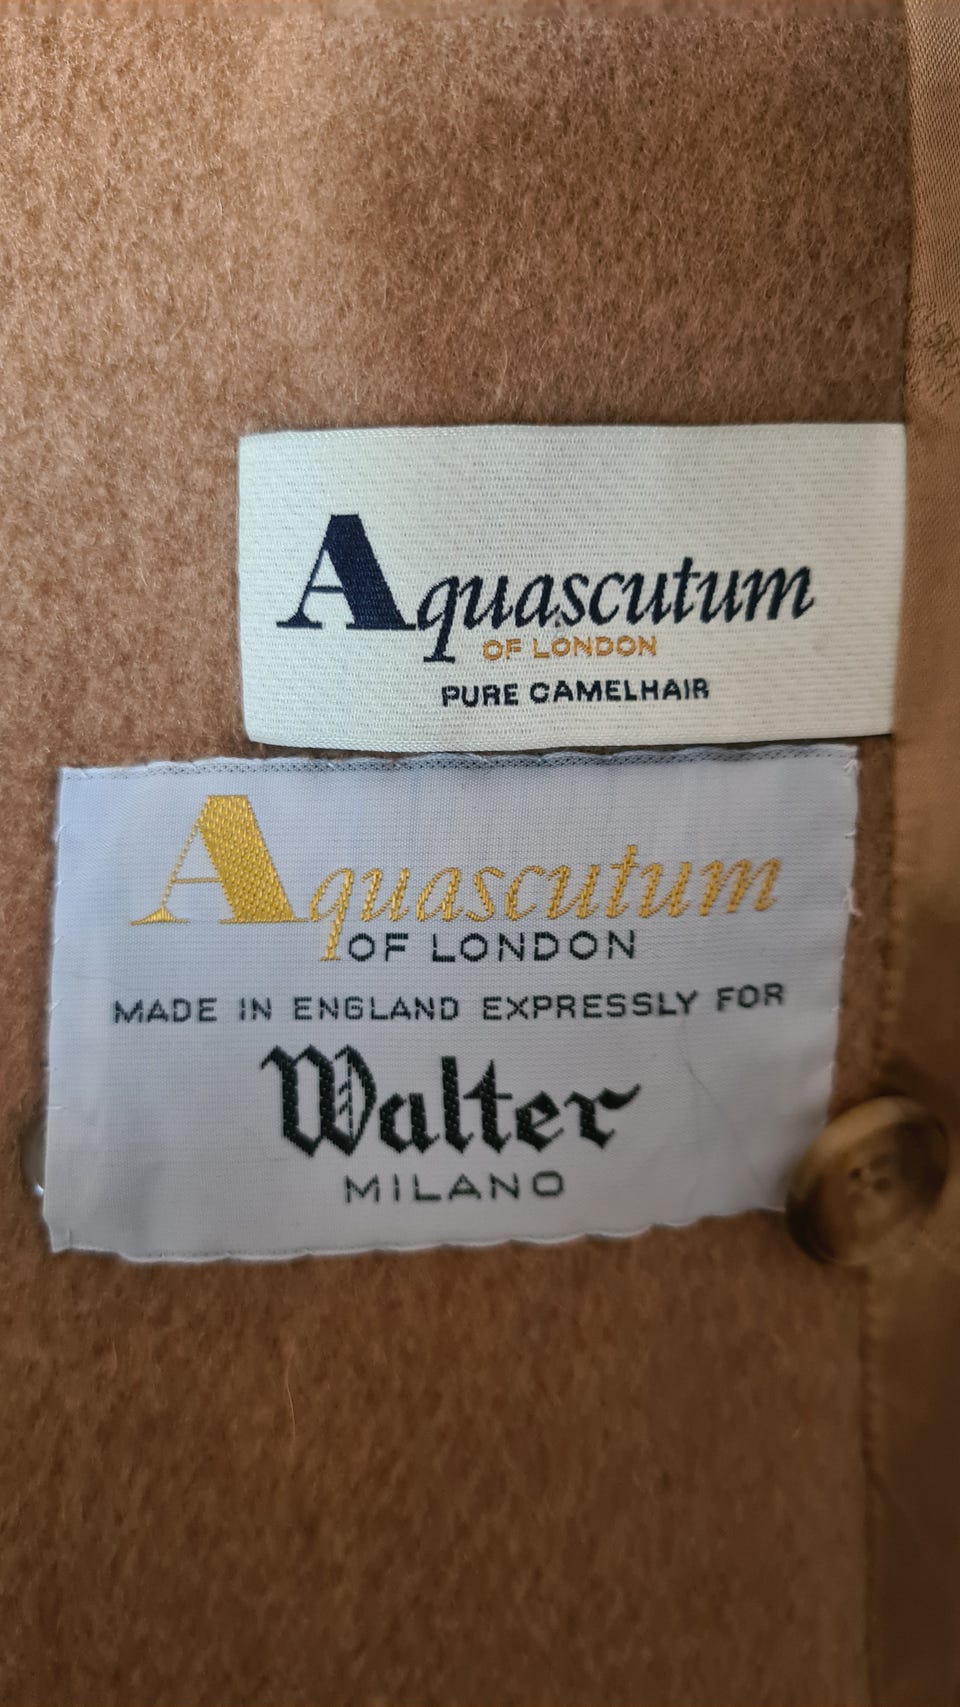 Aquascutum
OF LONDON
PURE CAMELHAIR
Aquascutum
OF LONDON
MADE IN ENGLAND EXPRESSLY FOR
Walter
MILANO